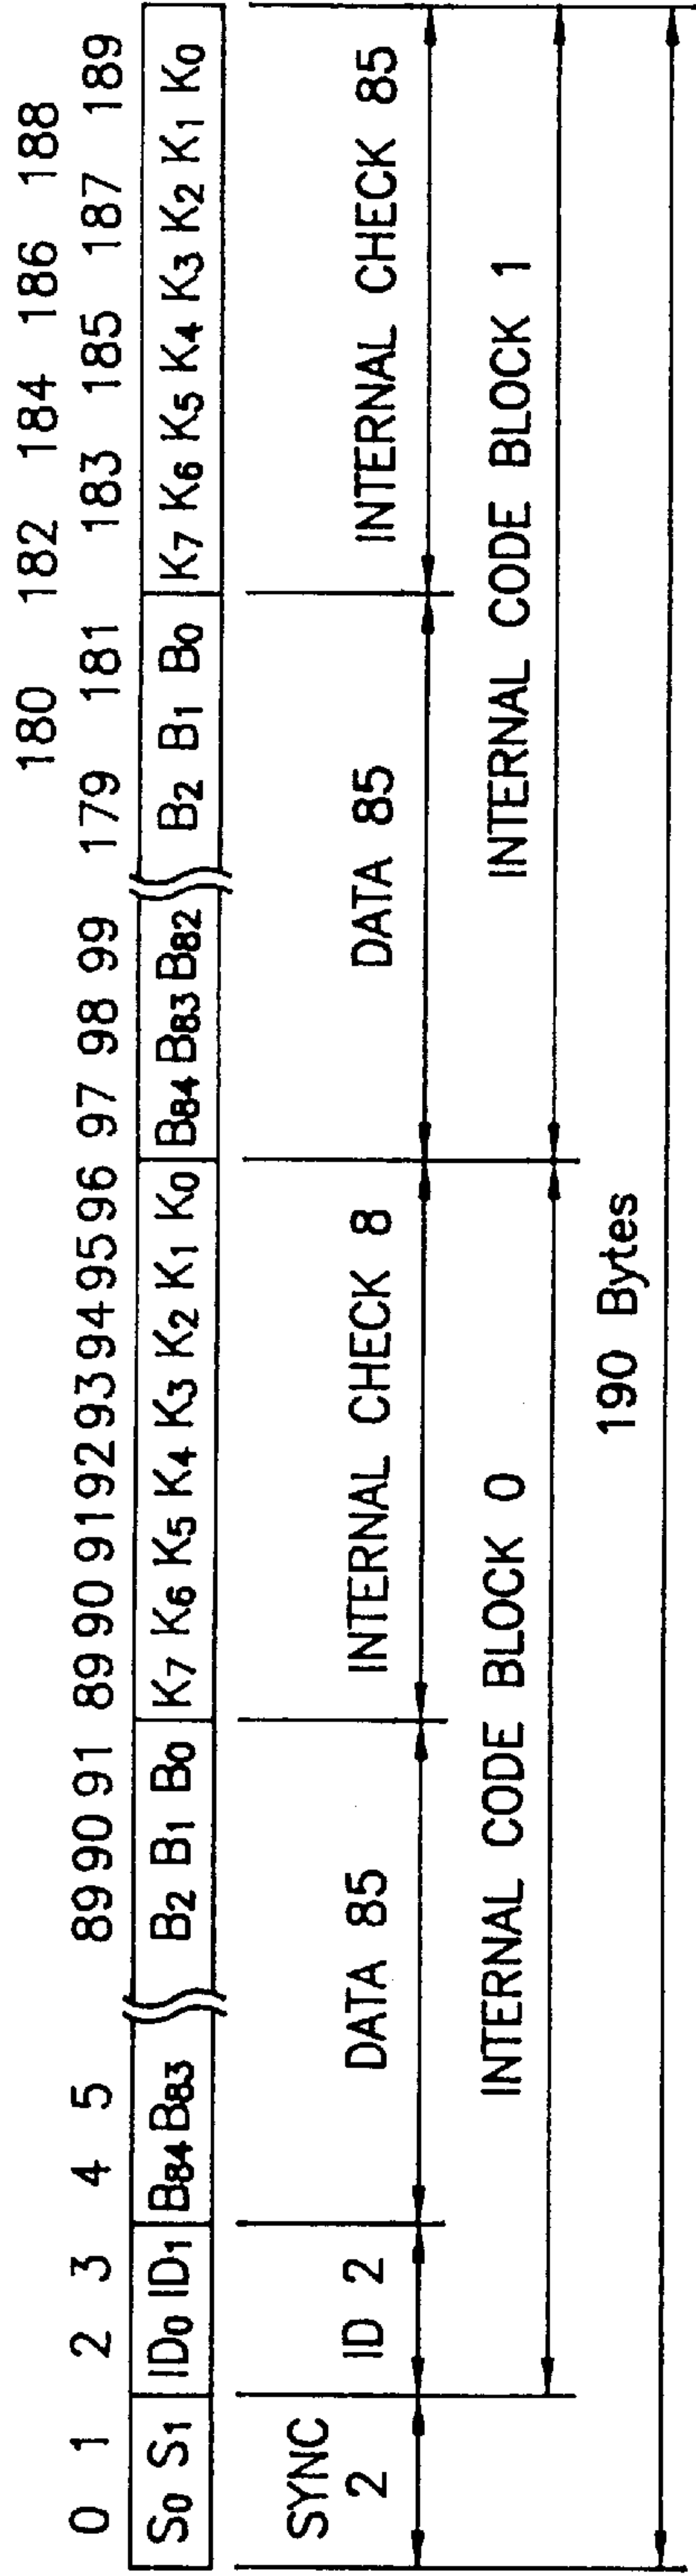 180 182 184 186 188
0 1 2 3 4 5 89 90 91 89 90 91 92 93 94 95 96 97 98 99 179 181 183 185 187 189
S0 S1 ID0 ID1 B84 B83 B2 B1 B0 K7 K6 K5 K4 K3 K2 K1 K0 B84 B83 B82 B2 B1 B0 K7 K6 K5 K4 K3 K2 K1 K0
SYNC 2 ID 2 DATA 85 INTERNAL CHECK 8 DATA 85 INTERNAL CHECK 85
INTERNAL CODE BLOCK 0 INTERNAL CODE BLOCK 1
190 Bytes